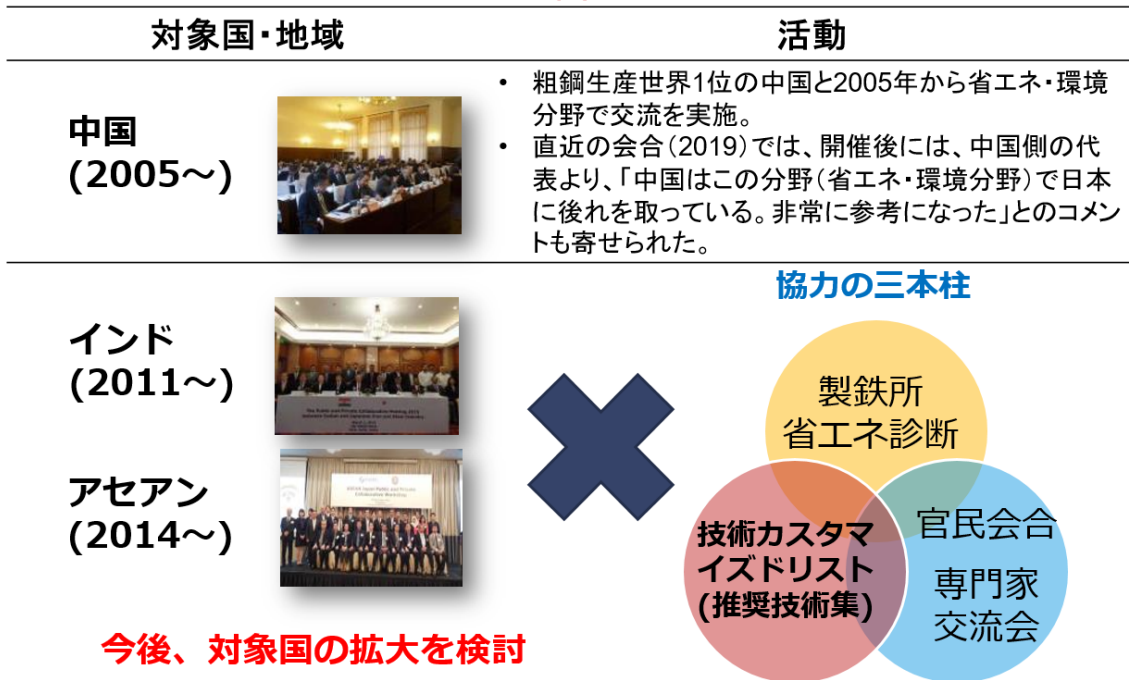 対象国・地域
活動
中国
(2005～)
• 粗鋼生産世界1位の中国と2005年から省エネ・環境
分野で交流を実施。
• 直近の会合(2019)では、開催後には、中国側の代
表より、「中国はこの分野(省エネ・環境分野)で日本
に後れを取っている。非常に参考になった」とのコメン
トも寄せられた。
インド
(2011～)
アセアン
(2014～)
今後、対象国の拡大を検討
協力の三本柱
製鉄所
省エネ診断
技術カスタマ
イズドリスト
(推奨技術集)
官民会合
専門家
交流会